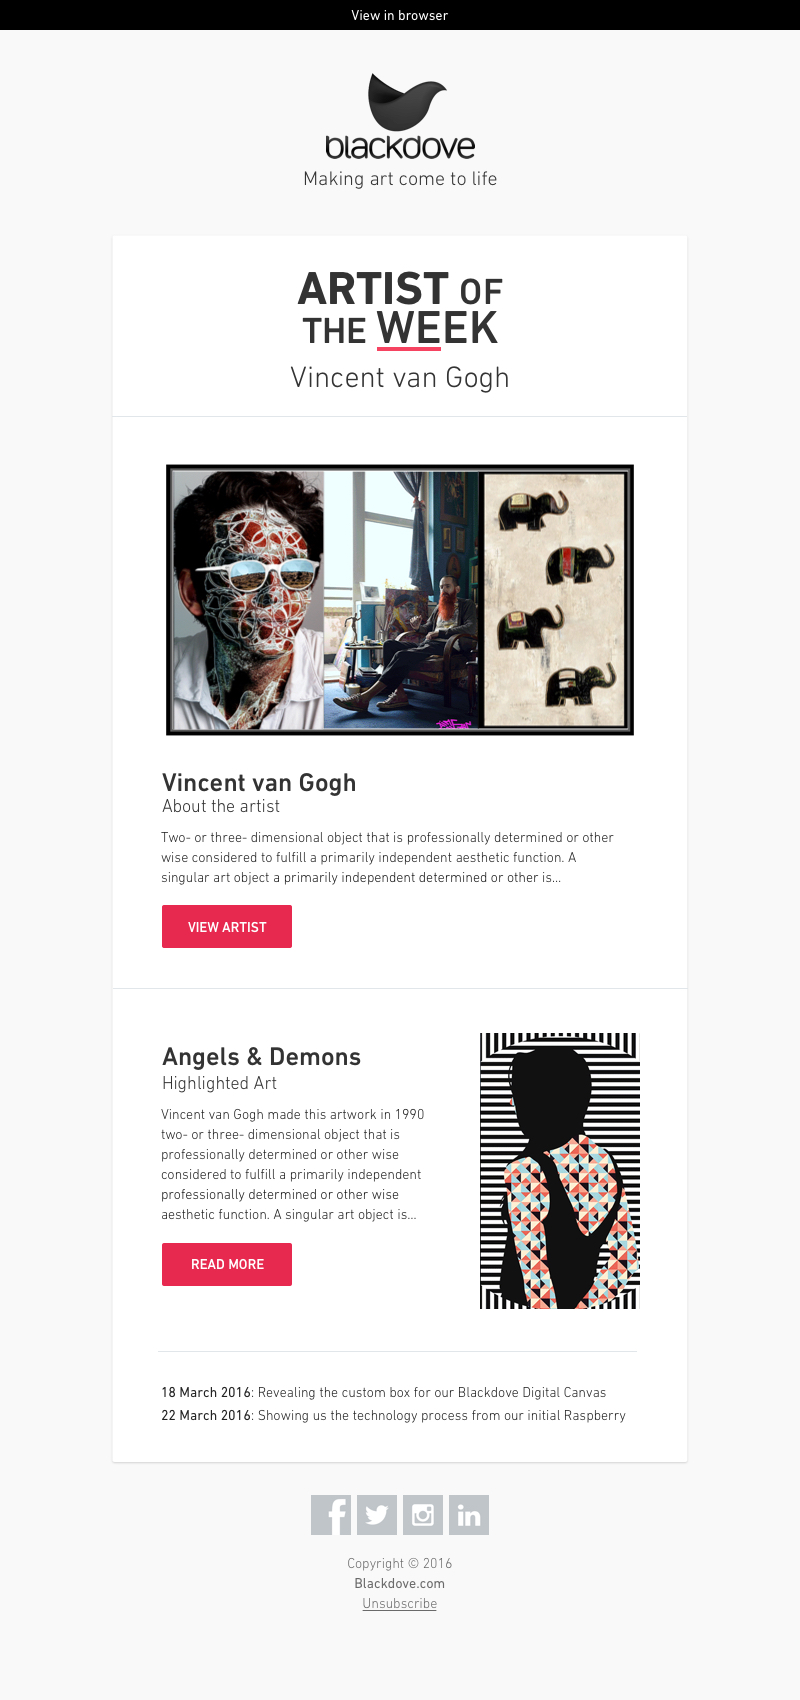 View in browser
blackdove
Making art come to life
ARTIST OF
THE WEEK
Vincent van Gogh
Vincent van Gogh
About the artist
Two- or three- dimensional object that is professionally determined or other
wise considered to fulfill a primarily independent aesthetic function. A
singular art object a primarily independent determined or other is...
VIEW ARTIST
Angels & Demons
Highlighted Art
Vincent van Gogh made this artwork in 1990
two- or three- dimensional object that is
professionally determined or other wise
considered to fulfill a primarily independent
professionally determined or other wise
aesthetic function. A singular art object is...
READ MORE
18 March 2016: Revealing the custom box for our Blackdove Digital Canvas
22 March 2016: Showing us the technology process from our initial Raspberry
Copyright © 2016
Blackdove.com
Unsubscribe